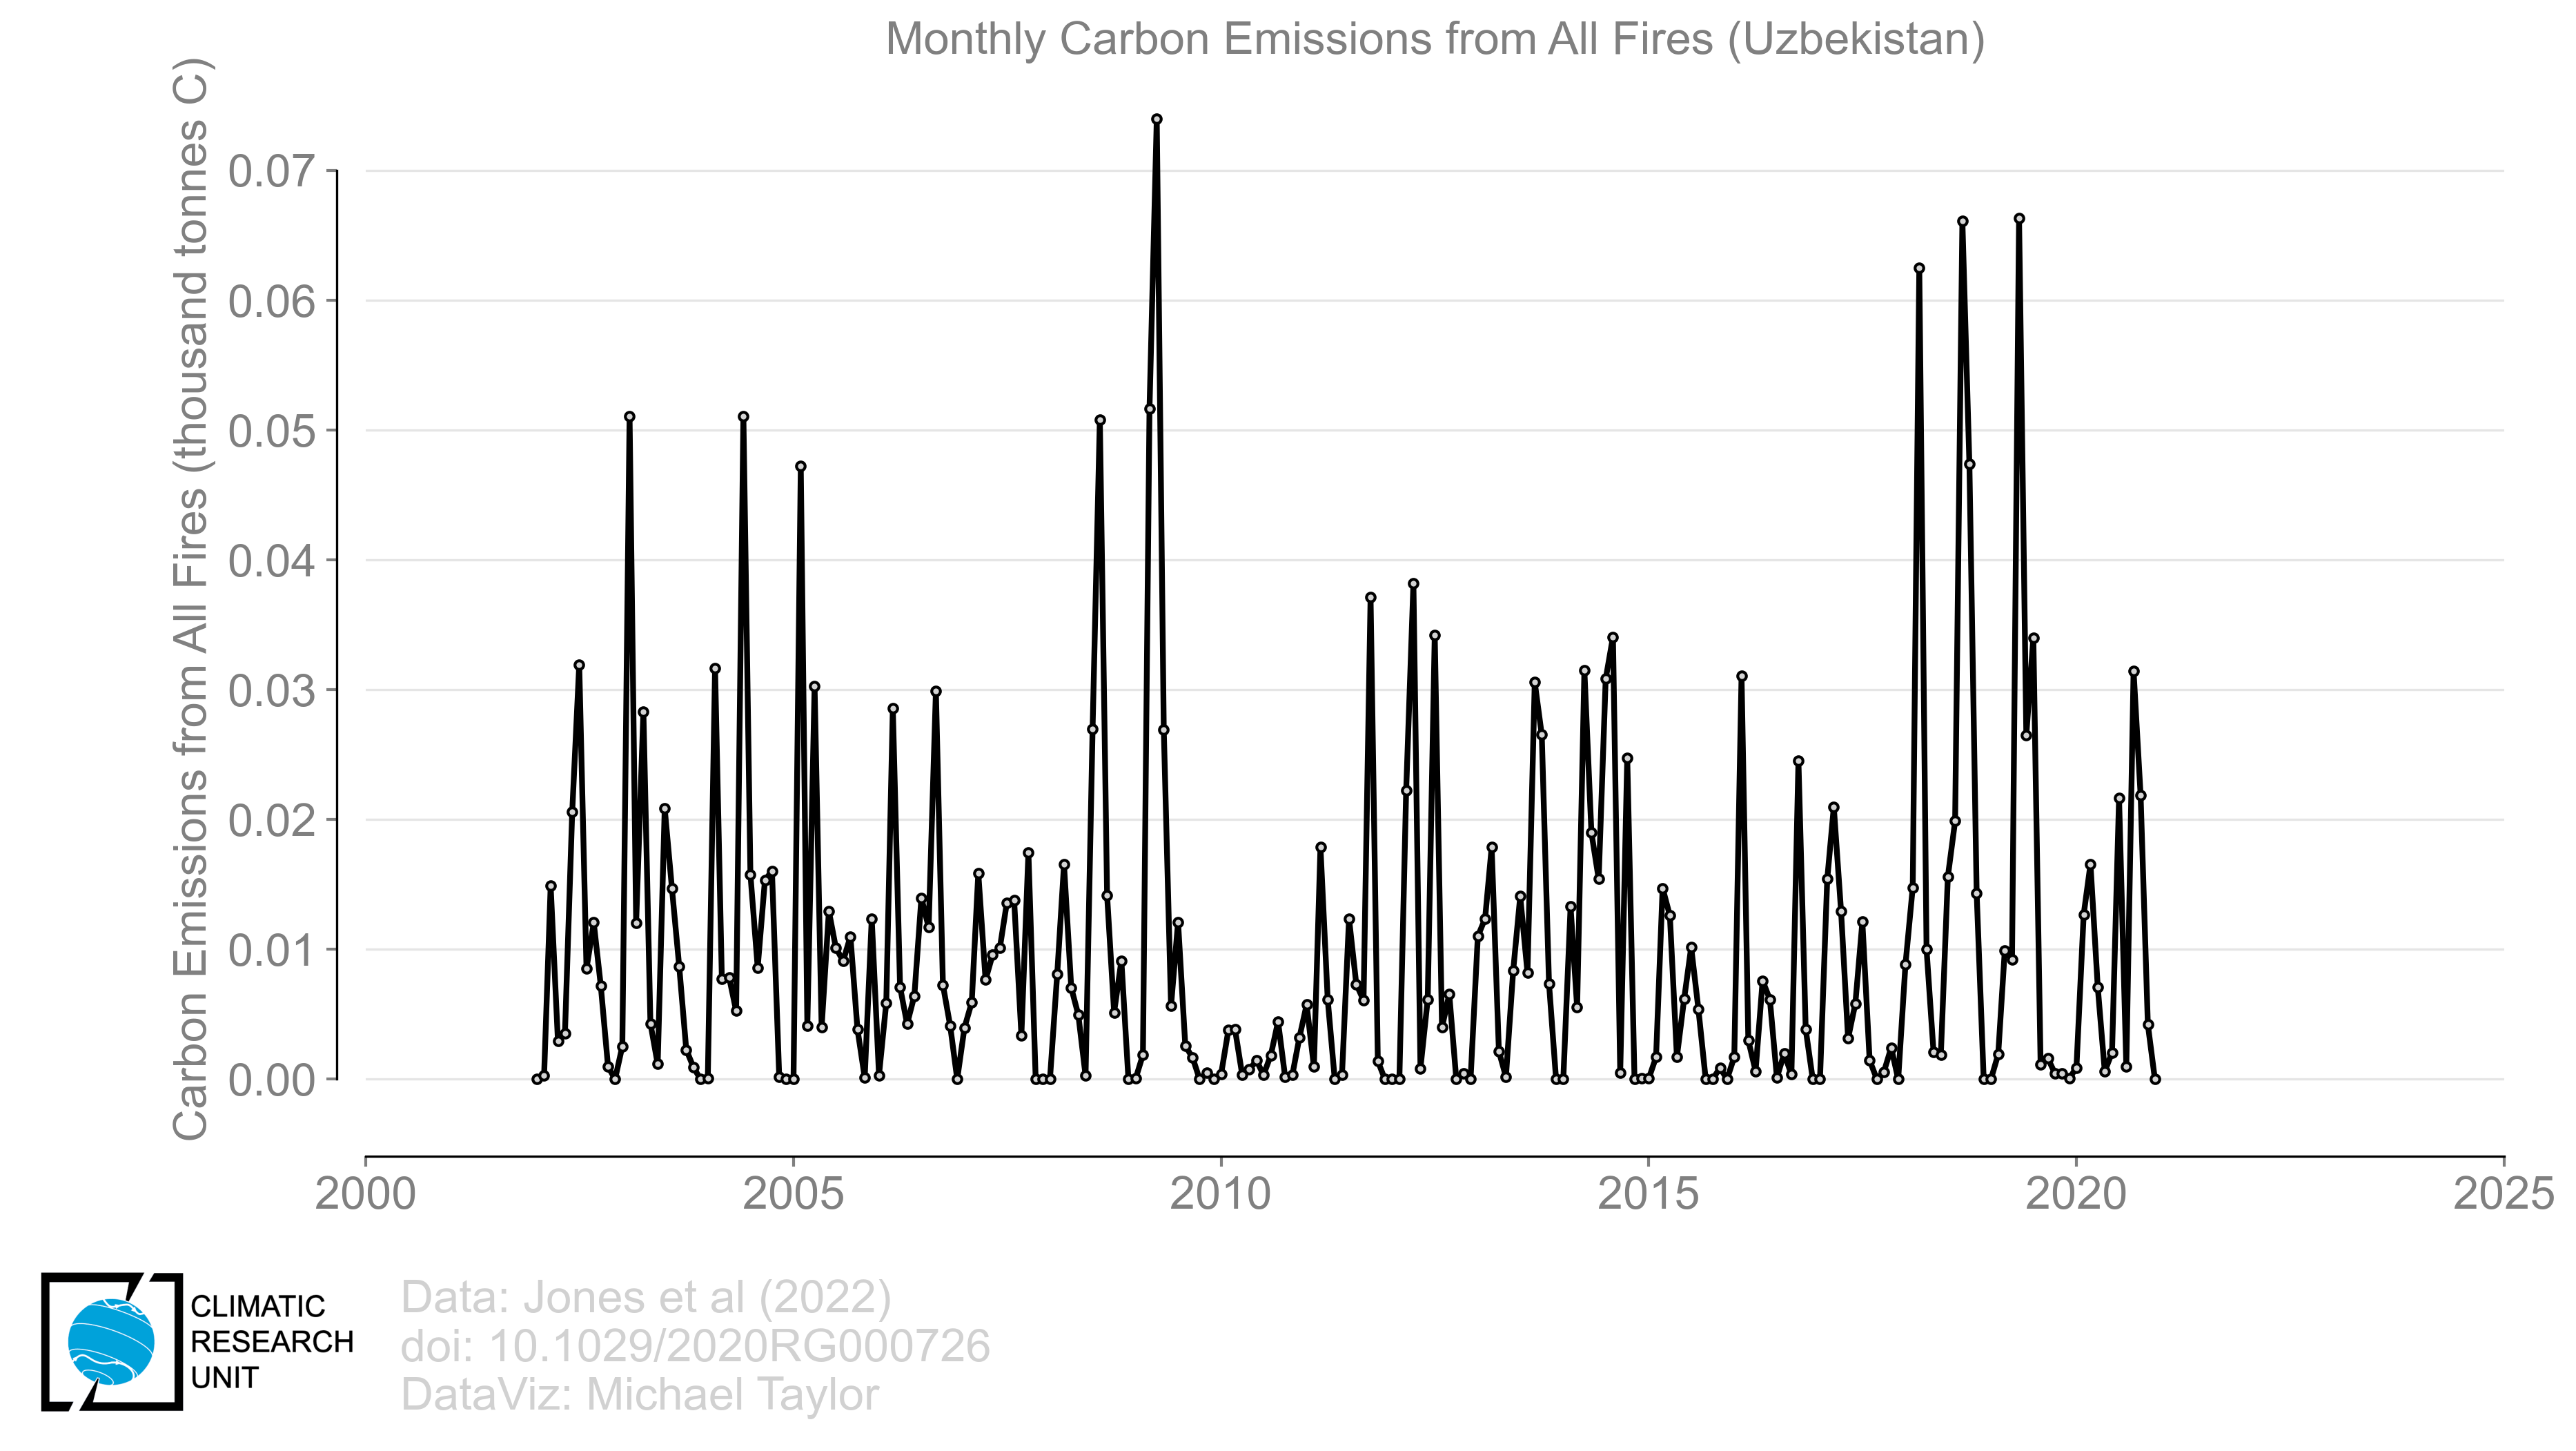 Monthly Carbon Emissions from All Fires (Uzbekistan)
Carbon Emissions from All Fires (thousand tonnes C)
0.07
0.06
0.05
0.04
0.03
0.02
0.01
0.00
2000
2005
2010
2015
2020
2025
CLIMATIC
RESEARCH
UNIT
Data: Jones et al (2022)
doi: 10.1029/2020RG000726
DataViz: Michael Taylor